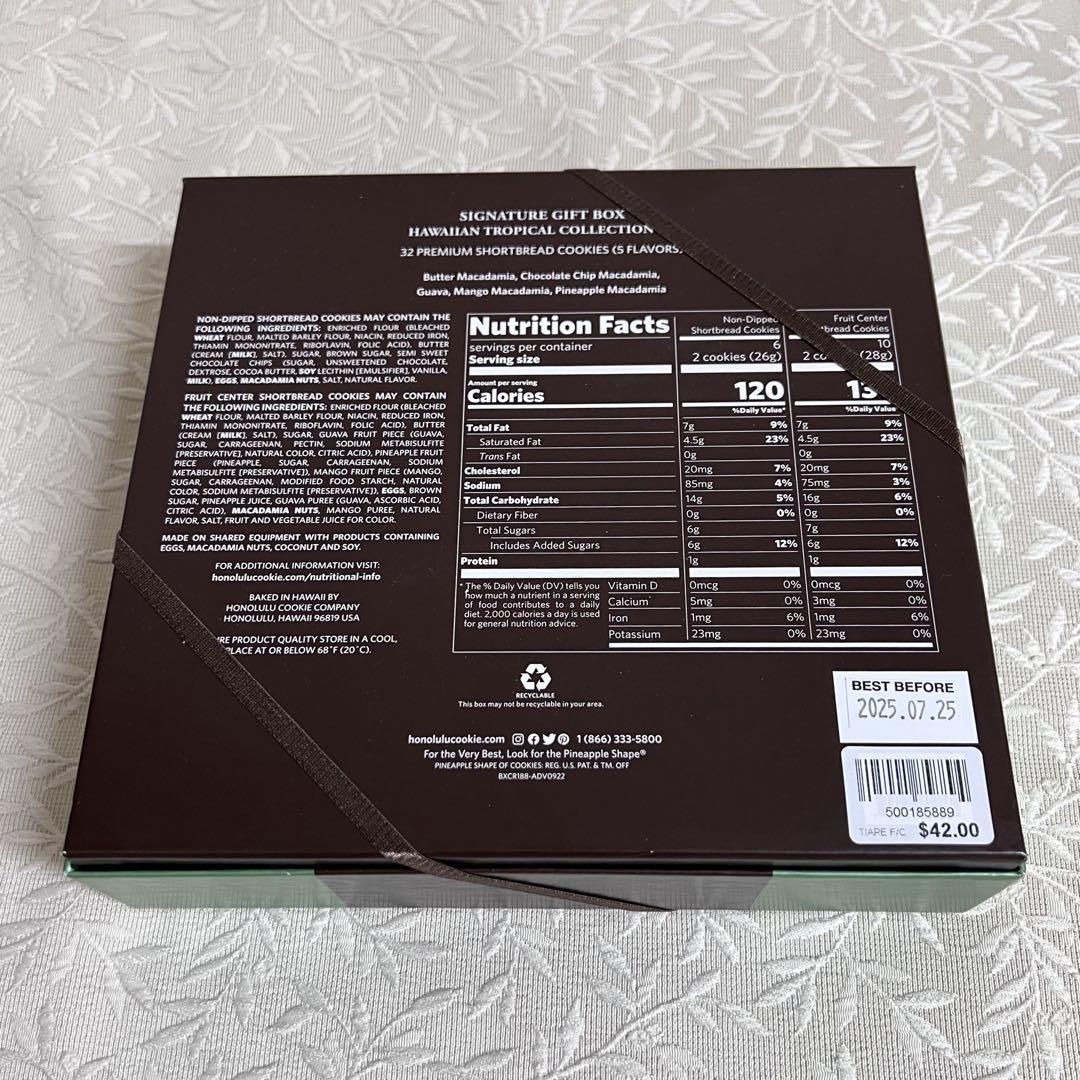 SIGNATURE GIFT BOX
HAWAIIAN TROPICAL COLLECTION
32 PREMIUM SHORTBREAD COOKIES (5 FLAVORS)
Butter Macadamia, Chocolate Chip Macadamia,
Guava, Mango Macadamia, Pineapple Macadamia
NON-DIPPED SHORTBREAD COOKIES MAY CONTAIN THE
FOLLOWING INGREDIENTS: ENRICHED FLOUR (BLEACHED
WHEAT FLOUR, MALTED BARLEY FLOUR, NIACIN, REDUCED IRON,
THIAMIN MONONITRATE, RIBOFLAVIN, FOLIC ACID), BUTTER
(CREAM [MILK], SALT), SUGAR, BROWN SUGAR, SEMI SWEET
CHOCOLATE CHIPS (SUGAR, UNSWEETENED CHOCOLATE,
DEXTROSE, COCOA BUTTER, SOY LECITHIN [EMULSIFIER], VANILLA,
MILK), EGGS, MACADAMIA NUTS, SALT, NATURAL FLAVOR.
FRUIT CENTER SHORTBREAD COOKIES MAY CONTAIN
THE FOLLOWING INGREDIENTS: ENRICHED FLOUR (BLEACHED
WHEAT FLOUR, MALTED BARLEY FLOUR, NIACIN, REDUCED IRON,
THIAMIN MONONITRATE, RIBOFLAVIN, FOLIC ACID), BUTTER
(CREAM [MILK], SALT), SUGAR, GUAVA FRUIT PIECE (GUAVA,
SUGAR, CARRAGEENAN, PECTIN, SODIUM METABISULFITE
[PRESERVATIVE], NATURAL COLOR, CITRIC ACID), PINEAPPLE FRUIT
PIECE (PINEAPPLE, SUGAR, CARRAGEENAN, SODIUM
METABISULFITE [PRESERVATIVE]), MANGO FRUIT PIECE (MANGO,
SUGAR, CARRAGEENAN, MODIFIED FOOD STARCH, NATURAL
COLOR, SODIUM METABISULFITE [PRESERVATIVE]), EGGS, BROWN
SUGAR, PINEAPPLE JUICE, GUAVA PUREE (GUAVA, ASCORBIC ACID,
CITRIC ACID), MACADAMIA NUTS, MANGO PUREE, NATURAL
FLAVOR, SALT, FRUIT AND VEGETABLE JUICE FOR COLOR.
MADE ON SHARED EQUIPMENT WITH PRODUCTS CONTAINING
EGGS, MACADAMIA NUTS, COCONUT AND SOY.
FOR ADDITIONAL INFORMATION VISIT:
honolulucookie.com/nutritional-info
BAKED IN HAWAII BY
HONOLULU COOKIE COMPANY
HONOLULU, HAWAII 96819 USA
PRODUCT QUALITY STORE IN A COOL,
PLACE AT OR BELOW 68°F (20°C).
Nutrition Facts Non-Dipped Shortbread Cookies Fruit Center Cookies
servings per container 6 10
Serving size 2 cookies (26g) 2 (28g)
Amount per serving
Calories 120
%Daily Value* %Daily Value
Total Fat 7g 9% 7g 9%
Saturated Fat 4.5g 23% 4.5g 23%
Trans Fat 0g 0g
Cholesterol 20mg 7% 20mg 7%
Sodium 85mg 4% 75mg 3%
Total Carbohydrate 14g 5% 16g 6%
Dietary Fiber 0g 0% 0g 0%
Total Sugars 6g 7g
Includes Added Sugars 6g 12% 6g 12%
Protein 1g 1g
* The % Daily Value (DV) tells you
how much a nutrient in a serving
of food contributes to a daily
diet. 2,000 calories a day is used
for general nutrition advice.
Vitamin D 0mcg 0% 0mcg 0%
Calcium 5mg 0% 3mg 0%
Iron 1mg 6% 1mg 6%
Potassium 23mg 0% 23mg 0%
RECYCLABLE
This box may not be recyclable in your area.
honolulucookie.com 1 (866) 333-5800
For the Very Best, Look for the Pineapple Shape®
PINEAPPLE SHAPE OF COOKIES: REG. U.S. PAT. & TM. OFF
BXCR188-ADV0922
BEST BEFORE
2025.07.25
500185889
TIARE F/C $42.00